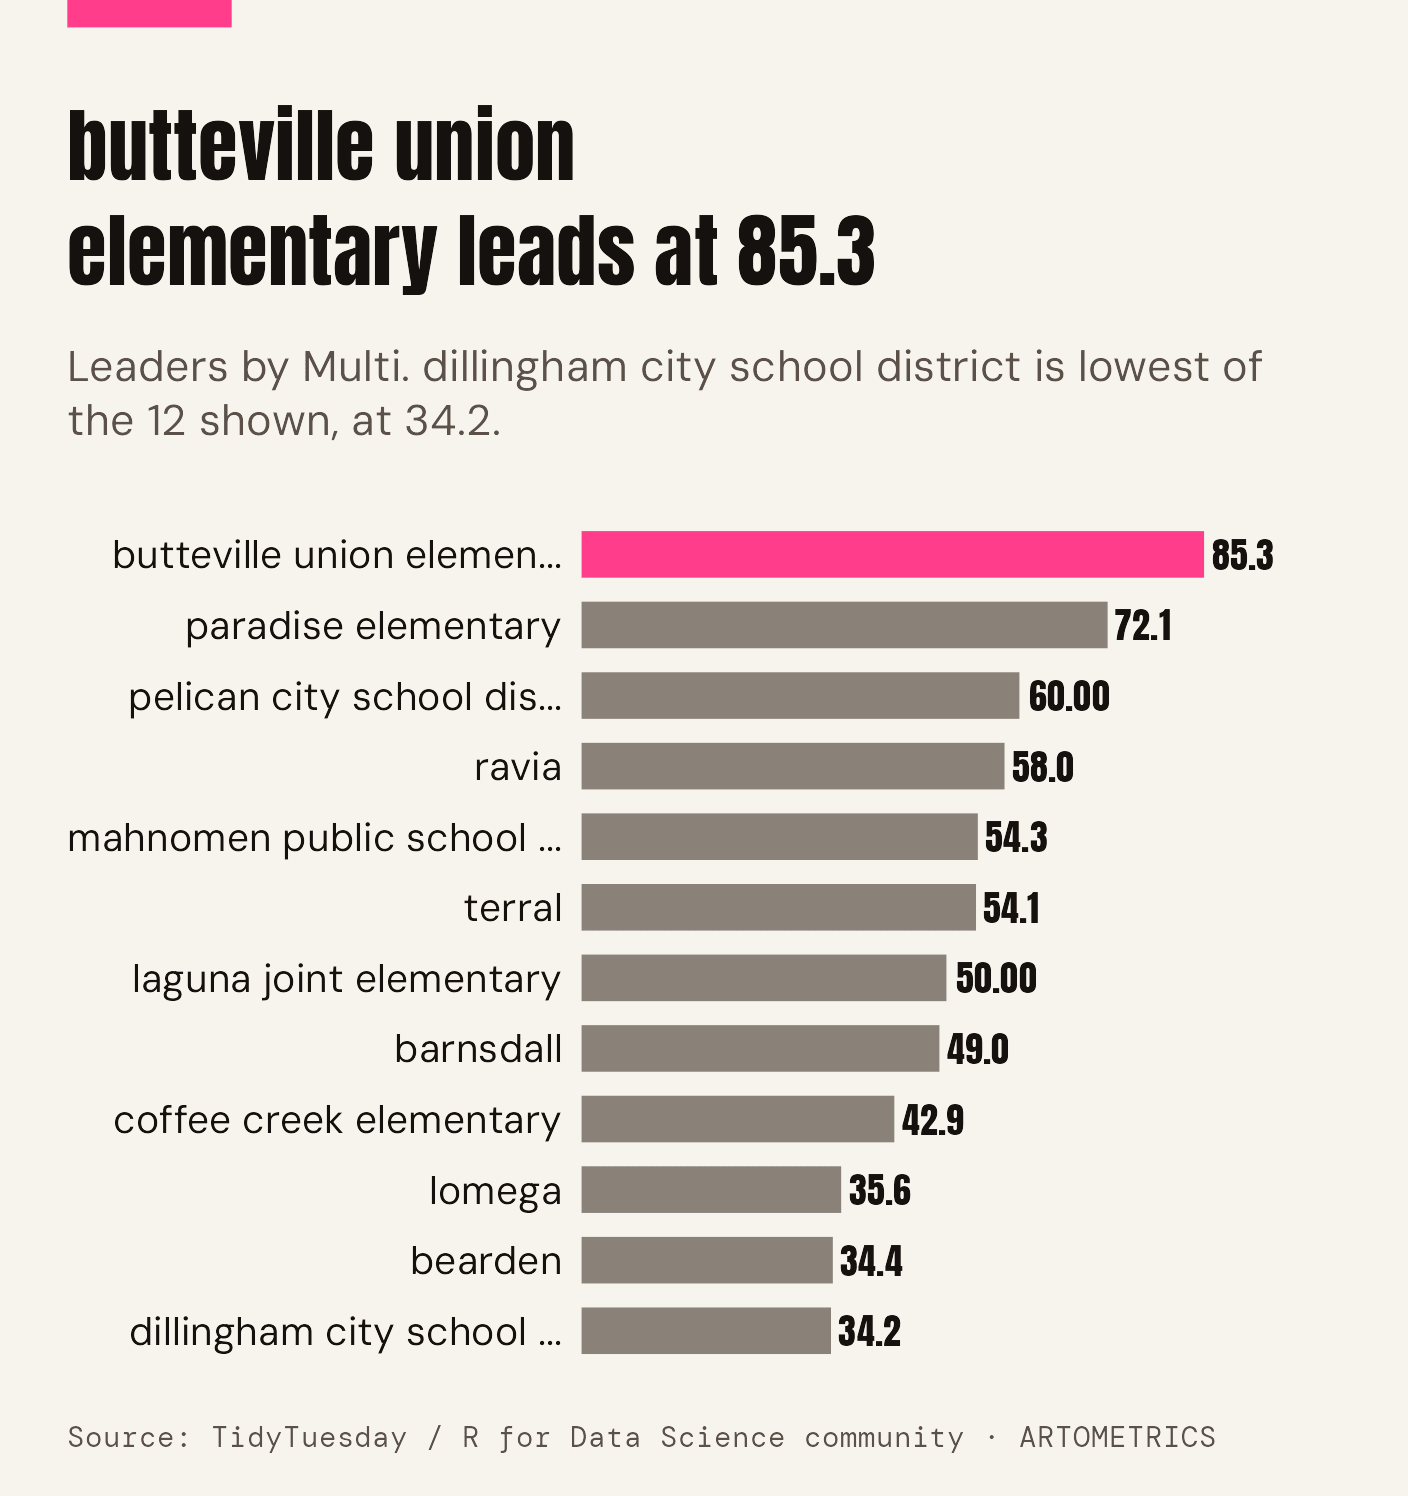 butteville union
elementary leads at 85.3
Leaders by Multi. dillingham city school district is lowest of
the 12 shown, at 34.2.
butteville union elemen... 85.3
paradise elementary 72.1
pelican city school dis... 60.00
ravia 58.0
mahnomen public school ... 54.3
terral 54.1
laguna joint elementary 50.00
barnsdall 49.0
coffee creek elementary 42.9
lomega 35.6
bearden 34.4
dillingham city school ... 34.2
Source: TidyTuesday / R for Data Science community · ARTOMETRICS